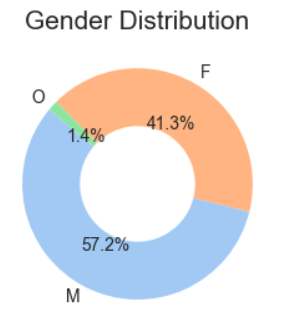 Gender Distribution
F
O
1.4%
41.3%
57.2%
M